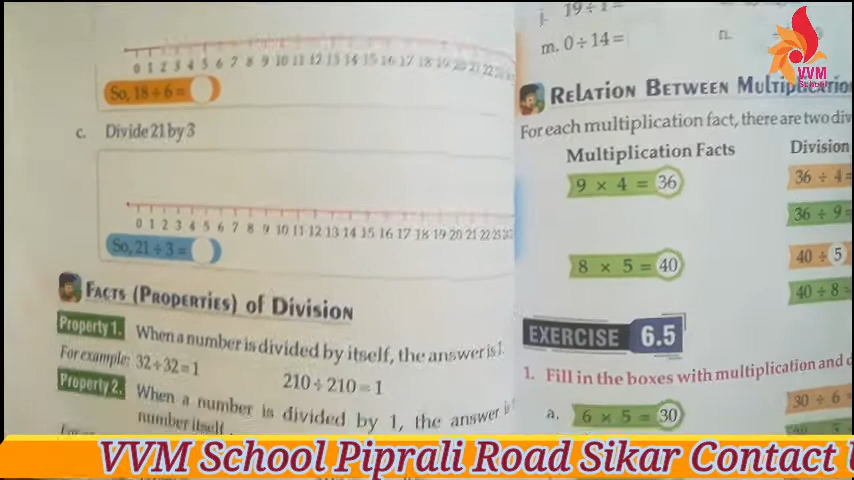 0 1 2 3 4 5 6 7 8 9 10 11 12 13 14 15 16 17 18 19 20 21 22
So, 18 ÷ 6 =
c. Divide 21 by 3
0 1 2 3 4 5 6 7 8 9 10 11 12 13 14 15 16 17 18 19 20 21 22 23
So, 21 ÷ 3 =
FACTS (PROPERTIES) OF DIVISION
Property 1. When a number is divided by itself, the answer is 1.
For example: 32 ÷ 32 = 1
210 ÷ 210 = 1
Property 2. When a number is divided by 1, the answer is
number itself
j. 19 ÷ 1 =
m. 0 ÷ 14 =
n.
RELATION BETWEEN MULTIPLICATION
For each multiplication fact, there are two div
Multiplication Facts
Division
9 × 4 = 36
36 ÷ 4 =
36 ÷ 9 =
8 × 5 = 40
40 ÷ 5
40 ÷ 8 =
EXERCISE 6.5
1. Fill in the boxes with multiplication and d
a. 6 × 5 = 30
30 ÷ 6
VVM
School
VVM School Piprali Road Sikar Contact